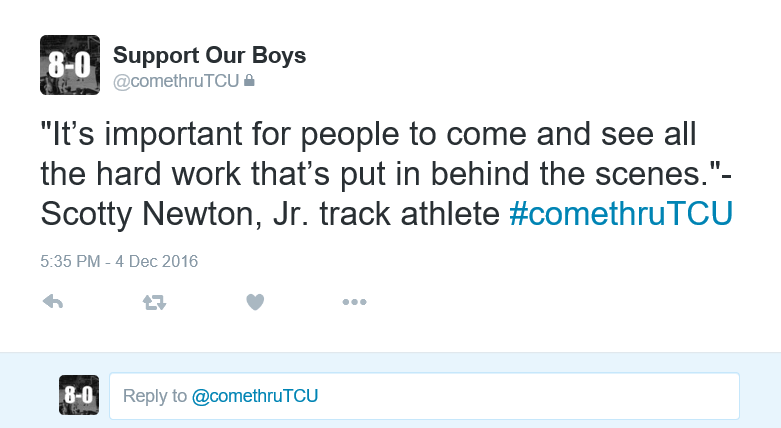 8-0
Support Our Boys
@comethruTCU
"It’s important for people to come and see all
the hard work that’s put in behind the scenes."-
Scotty Newton, Jr. track athlete #comethruTCU
5:35 PM - 4 Dec 2016
8-0
Reply to @comethruTCU